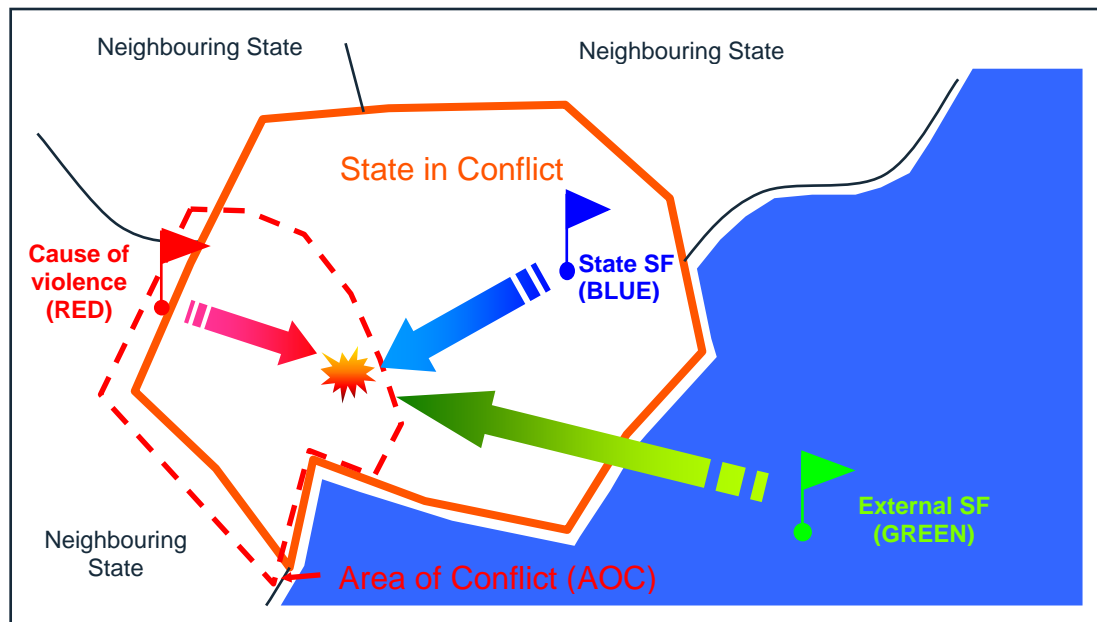 Neighbouring State
Neighbouring State
State in Conflict
Cause of
violence
(RED)
State SF
(BLUE)
External SF
(GREEN)
Neighbouring
State
Area of Conflict (AOC)